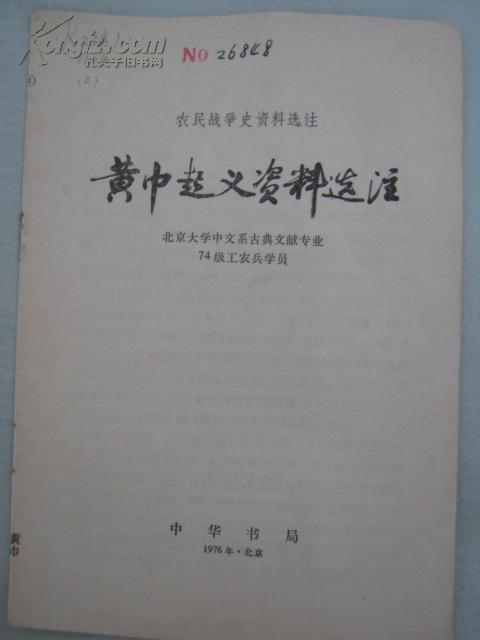 K241
Kongfz.com
孔夫子旧书网
(2)
NO 26848
农民战争史资料选注
黄巾起义资料选注
北京大学中文系古典文献专业
74级工农兵学员
中华书局
1976年·北京
黄巾